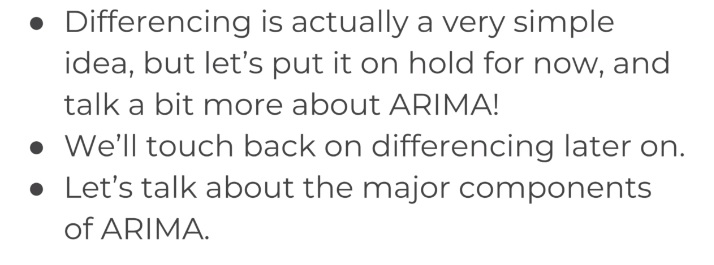 ● Differencing is actually a very simple
idea, but let’s put it on hold for now, and
talk a bit more about ARIMA!
● We’ll touch back on differencing later on.
● Let’s talk about the major components
of ARIMA.